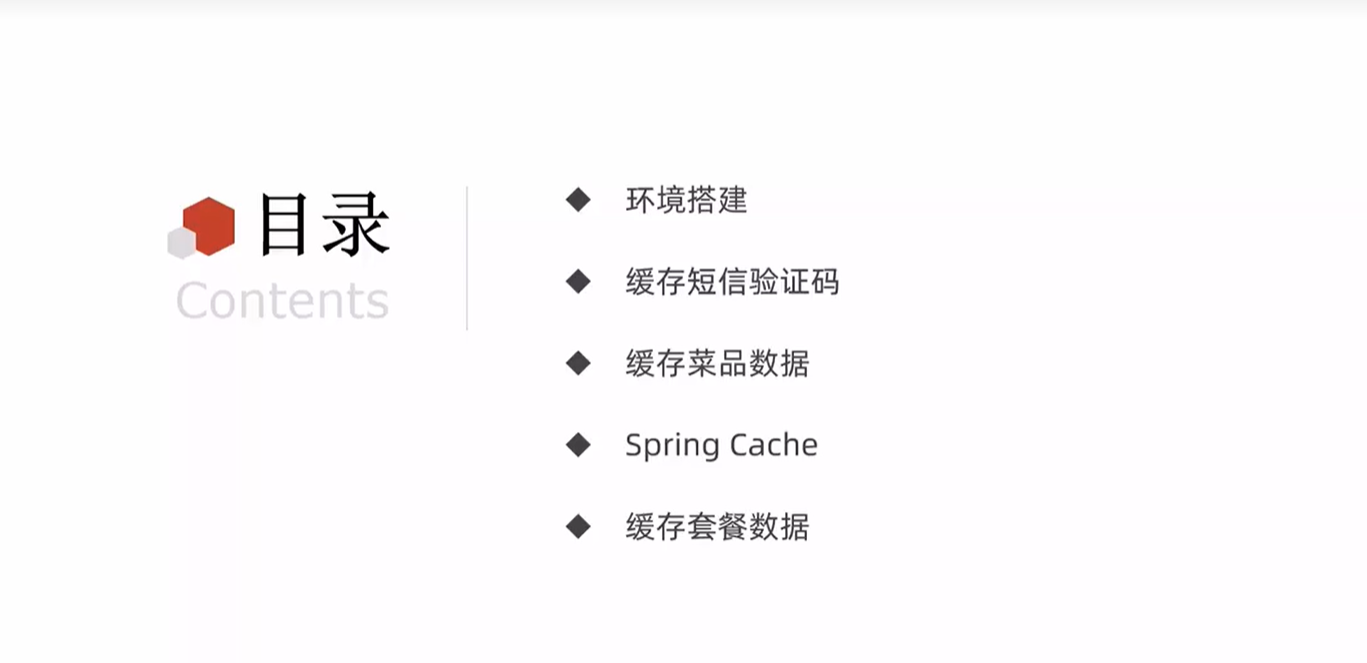 目录
Contents
环境搭建
缓存短信验证码
缓存菜品数据
Spring Cache
缓存套餐数据